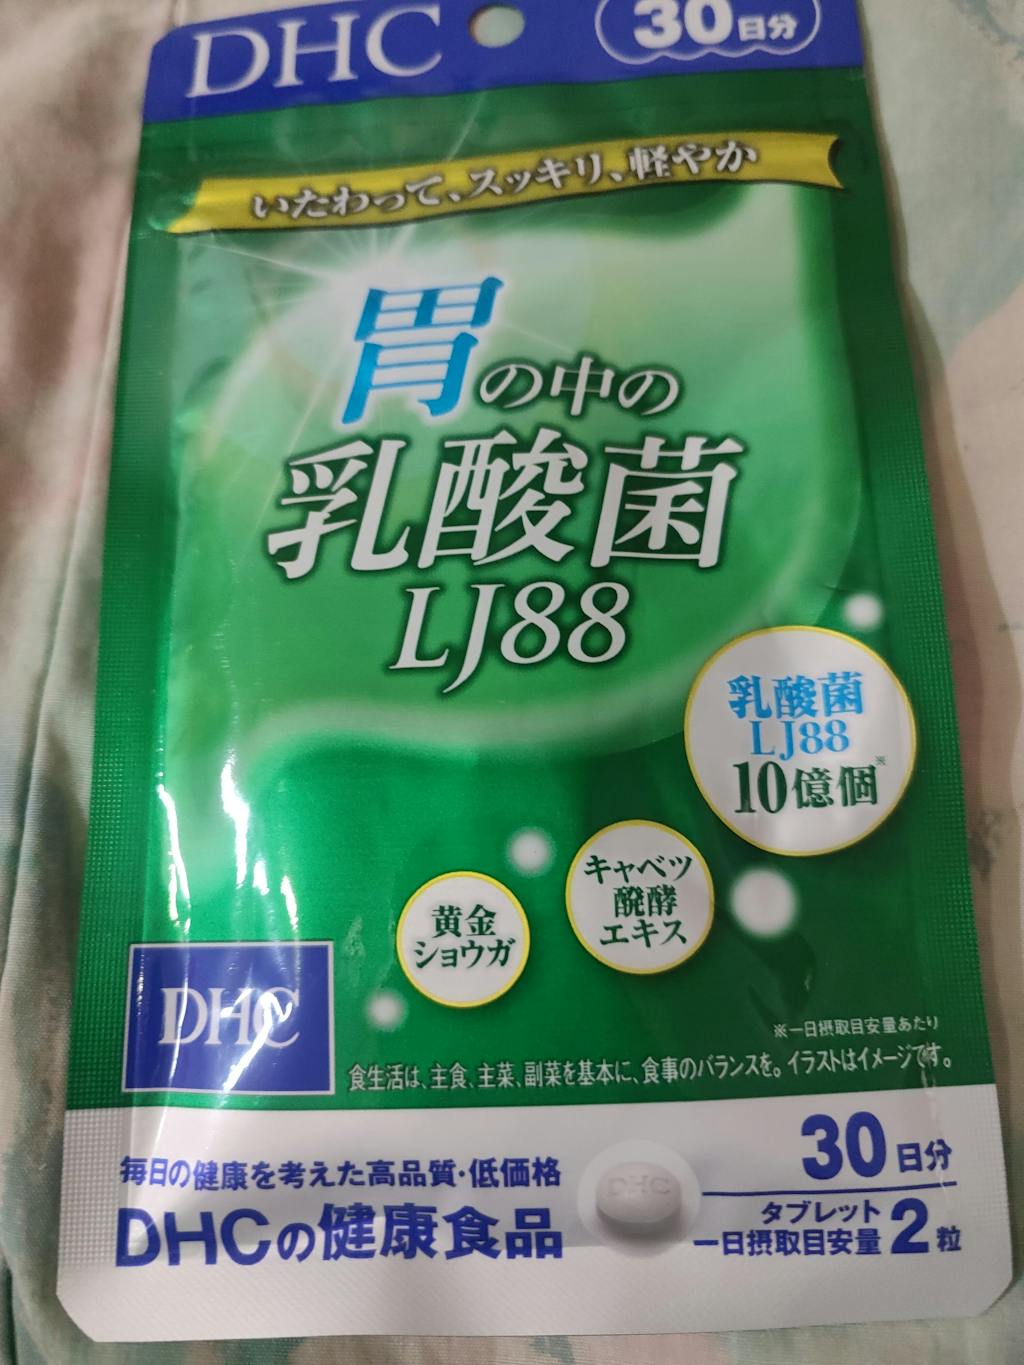 DHC
30日分
いたわって、スッキリ、軽やか
胃の中の
乳酸菌
LJ88
乳酸菌
LJ88
10億個※
キャベツ
醗酵
エキス
黄金
ショウガ
DHC
※一日摂取目安量あたり
食生活は、主食、主菜、副菜を基本に、食事のバランスを。イラストはイメージです。
毎日の健康を考えた高品質・低価格
DHCの健康食品
DHC
30日分
タブレット
一日摂取目安量2粒